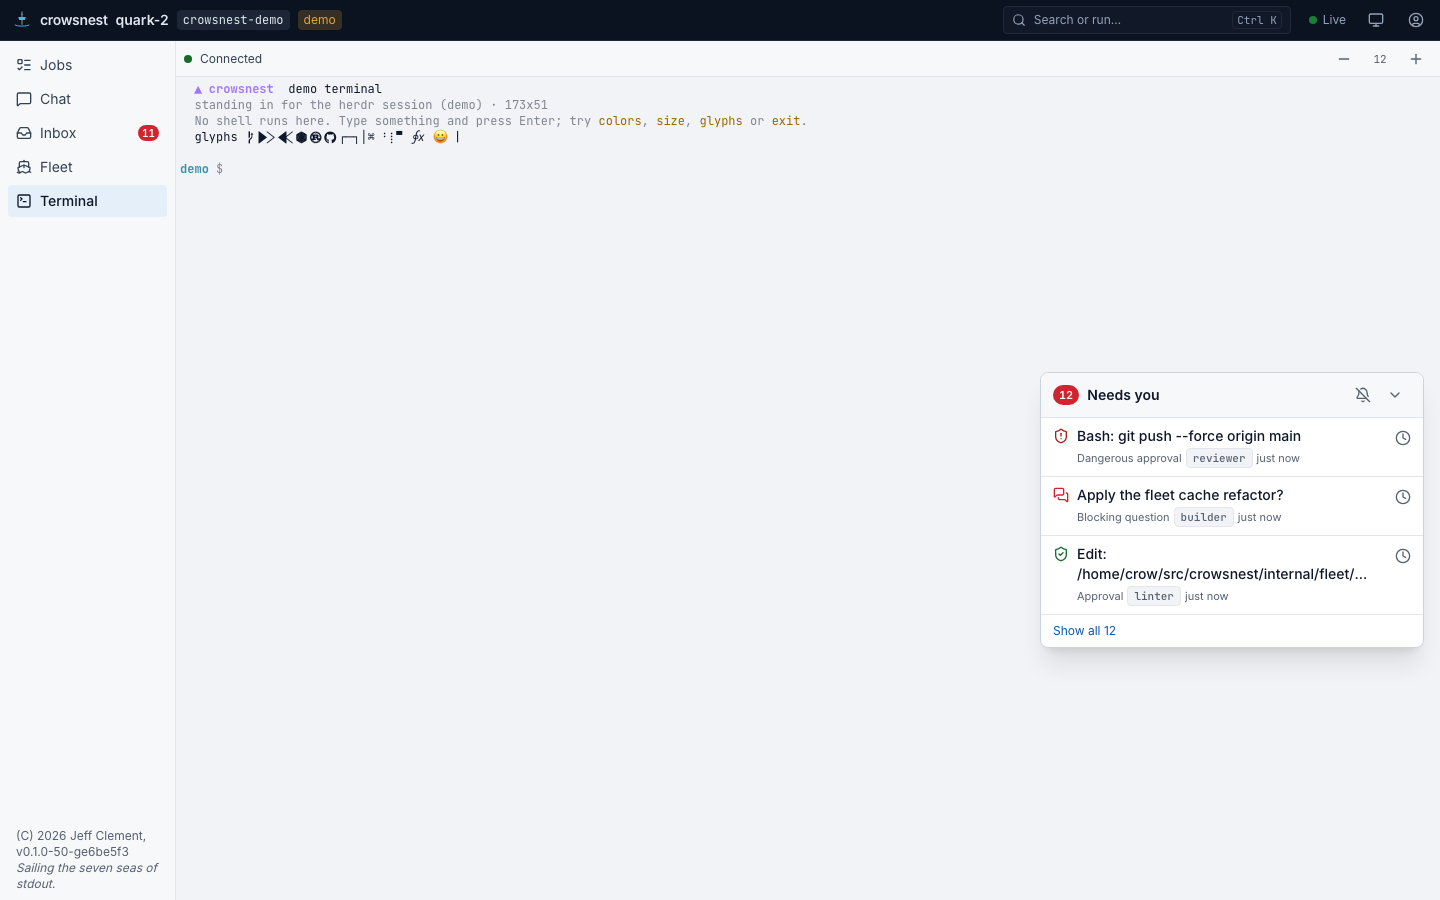 crowsnest quark-2 crowsnest-demo demo
Search or run... Ctrl K
Live
Jobs
Chat
Inbox 11
Fleet
Terminal
(C) 2026 Jeff Clement,
v0.1.0-50-ge6be5f3
Sailing the seven seas of
stdout.
Connected
12
▲ crowsnest demo terminal
standing in for the herdr session (demo) · 173x51
No shell runs here. Type something and press Enter; try colors, size, glyphs or exit.
glyphs
demo $
12 Needs you
Bash: git push --force origin main
Dangerous approval reviewer just now
Apply the fleet cache refactor?
Blocking question builder just now
Edit:
/home/crow/src/crowsnest/internal/fleet/...
Approval linter just now
Show all 12